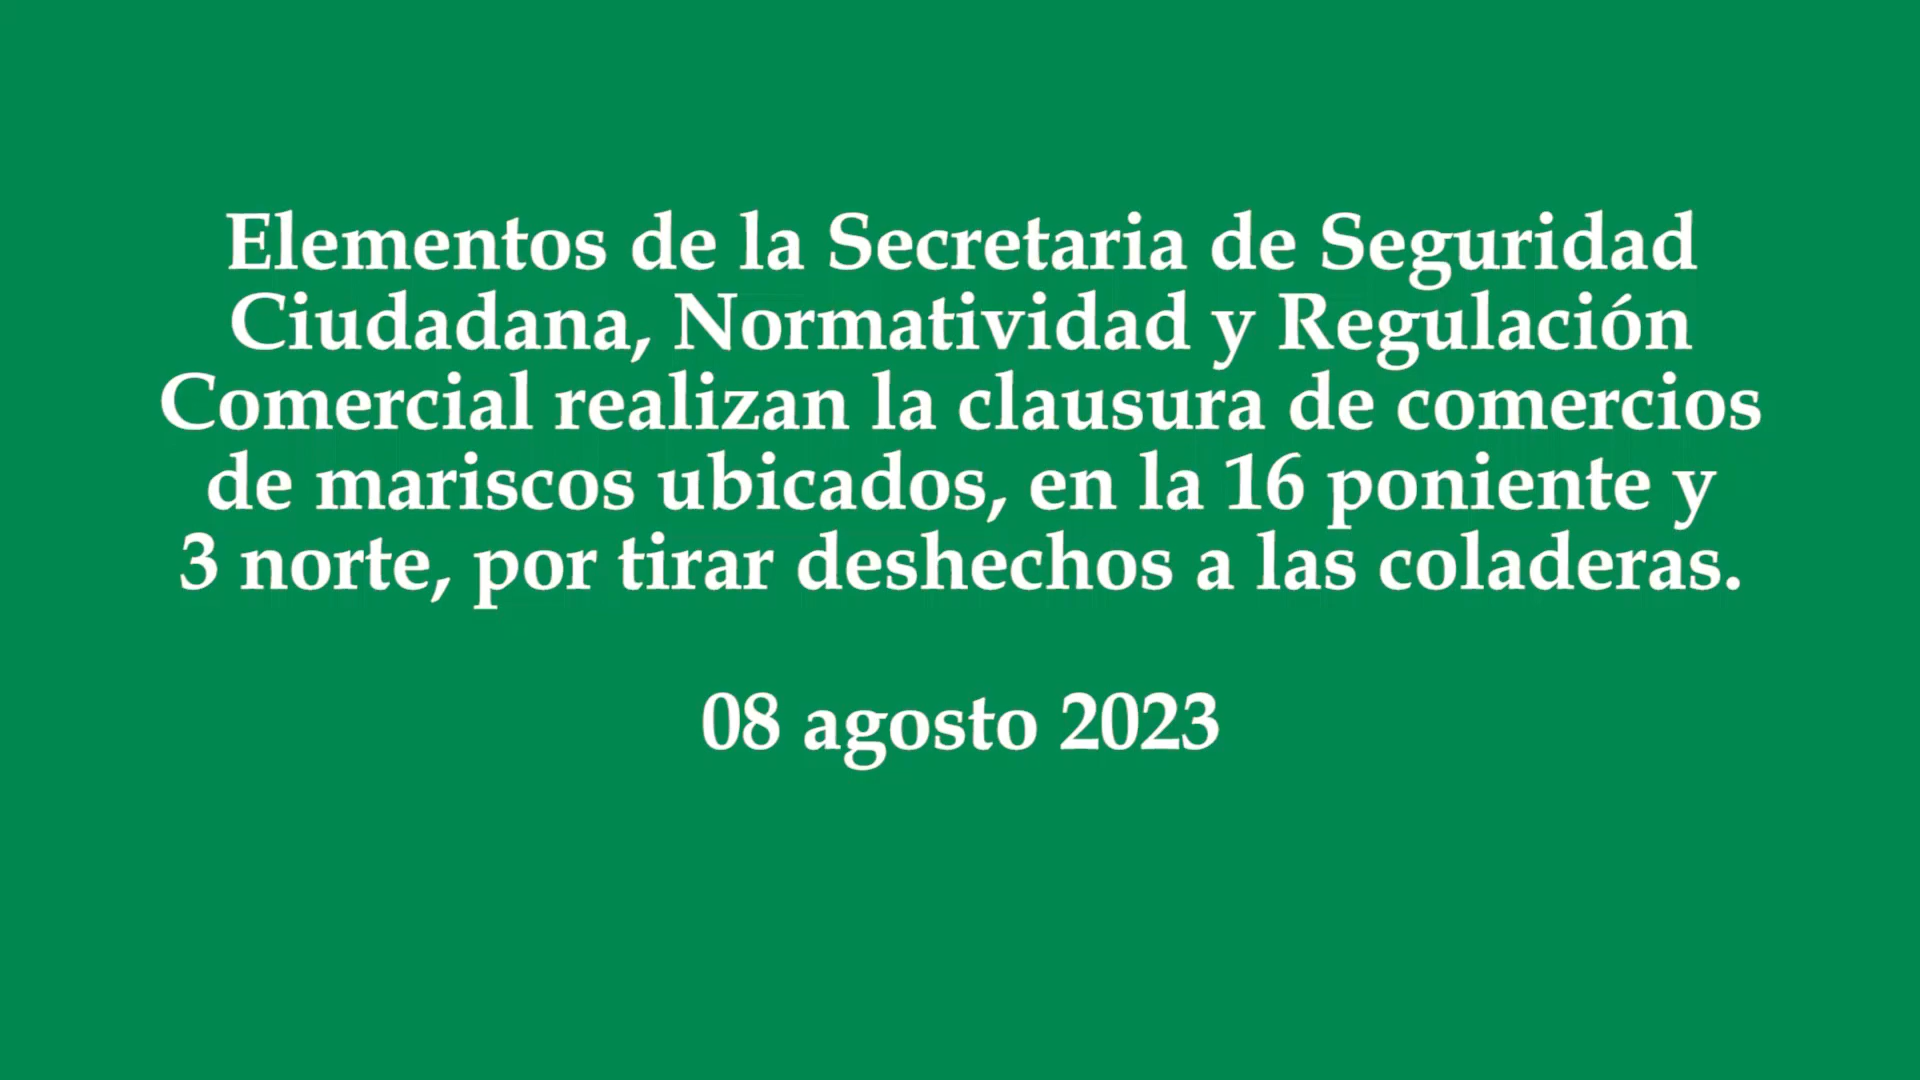 Elementos de la Secretaria de Seguridad
Ciudadana, Normatividad y Regulación
Comercial realizan la clausura de comercios
de mariscos ubicados, en la 16 poniente y
3 norte, por tirar deshechos a las coladeras.
08 agosto 2023